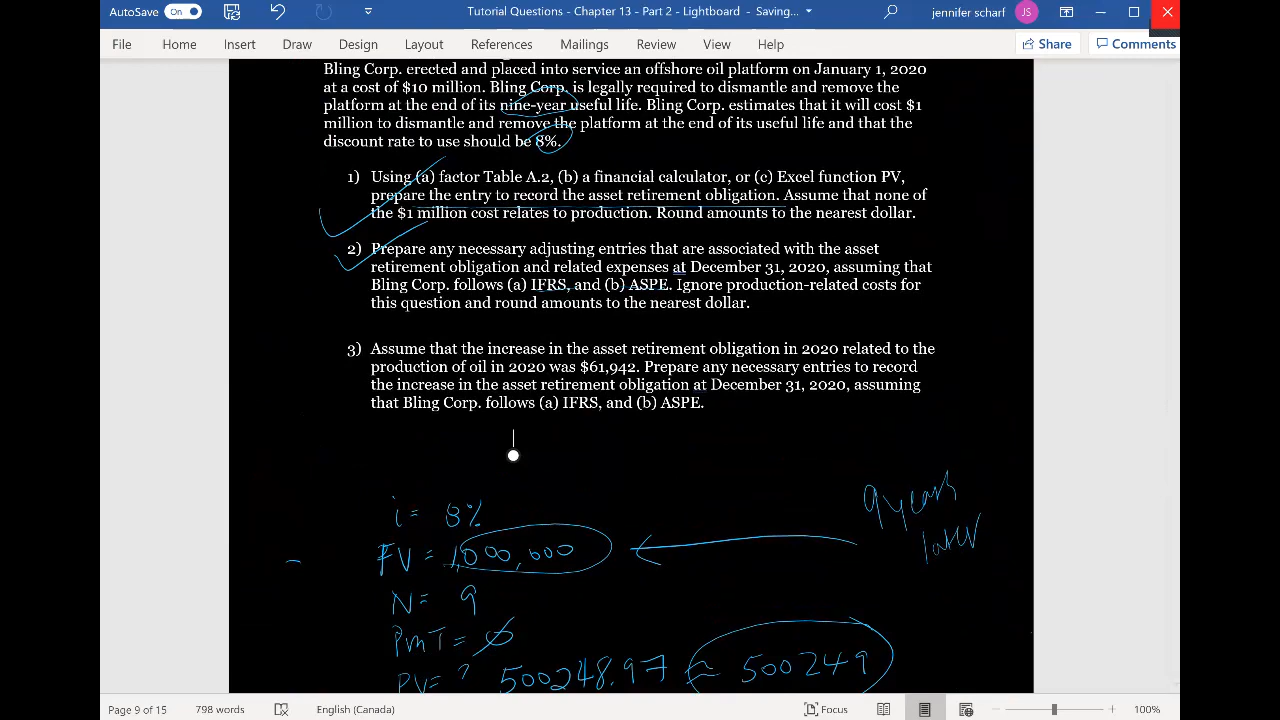 AutoSave On Tutorial Questions - Chapter 13 - Part 2 - Lightboard - Saving... jennifer scharf JS
File Home Insert Draw Design Layout References Mailings Review View Help Share Comments
Bling Corp. erected and placed into service an offshore oil platform on January 1, 2020
at a cost of $10 million. Bling Corp. is legally required to dismantle and remove the
platform at the end of its nine-year useful life. Bling Corp. estimates that it will cost $1
million to dismantle and remove the platform at the end of its useful life and that the
discount rate to use should be 8%.
1) Using (a) factor Table A.2, (b) a financial calculator, or (c) Excel function PV,
prepare the entry to record the asset retirement obligation. Assume that none of
the $1 million cost relates to production. Round amounts to the nearest dollar.
2) Prepare any necessary adjusting entries that are associated with the asset
retirement obligation and related expenses at December 31, 2020, assuming that
Bling Corp. follows (a) IFRS, and (b) ASPE. Ignore production-related costs for
this question and round amounts to the nearest dollar.
3) Assume that the increase in the asset retirement obligation in 2020 related to the
production of oil in 2020 was $61,942. Prepare any necessary entries to record
the increase in the asset retirement obligation at December 31, 2020, assuming
that Bling Corp. follows (a) IFRS, and (b) ASPE.
i = 8%
9 years
later
FV = 1,000,000
N = 9
PMT = 0
PV = ? 500248.97 ≈ 500249
Page 9 of 15 798 words English (Canada) Focus 100%